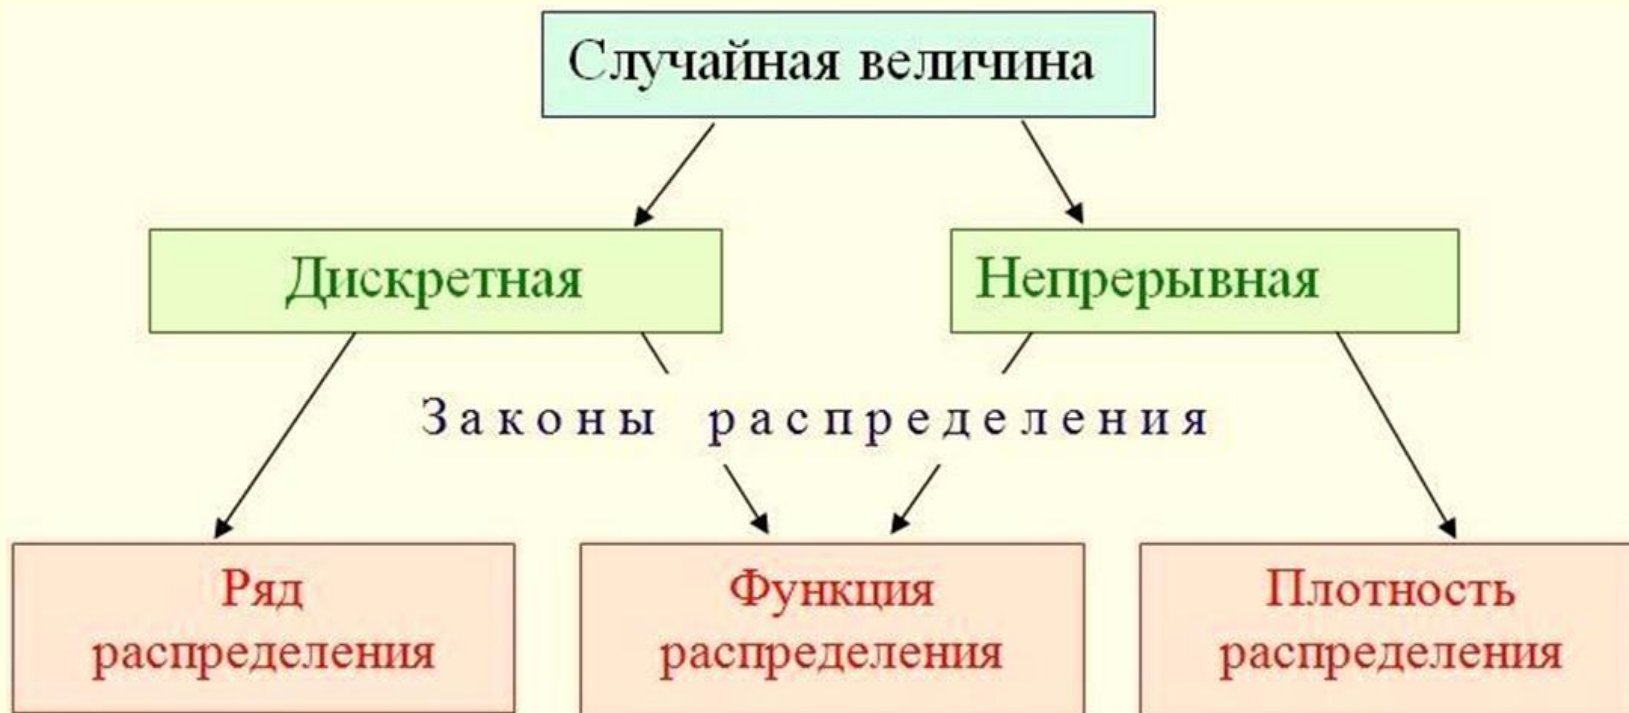 Случайная величина
Дискретная
Непрерывная
Законы распределения
Ряд
распределения
Функция
распределения
Плотность
распределения